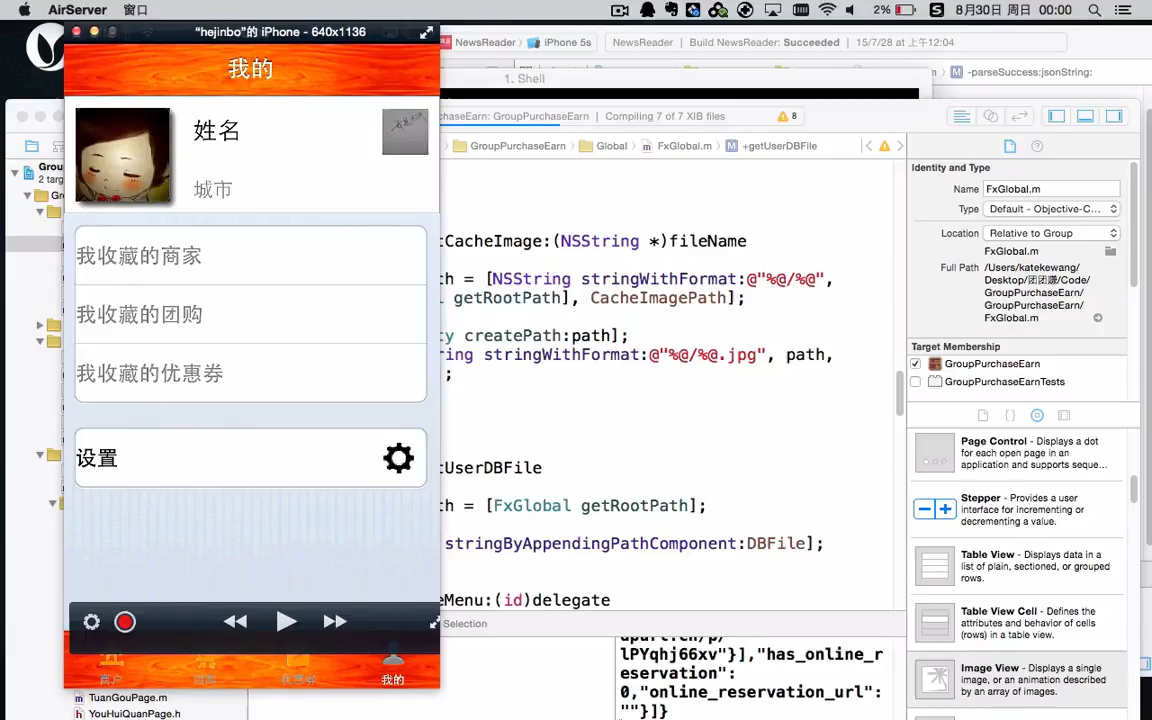 AirServer 窗口
2% 8月30日 周日 00:00
"hejinbo"的 iPhone - 640x1136
NewsReader
iPhone 5s
NewsReader | Build NewsReader: Succeeded | 15/7/28 at 上午12:04
1. Shell
M -parseSuccess:jsonString:
我的
姓名
城市
我收藏的商家
我收藏的团购
我收藏的优惠券
设置
我的
chaseEarn: GroupPurchaseEarn | Compiling 7 of 7 XIB files
8
GroupPurchaseEarn
Global
FxGlobal.m
M +getUserDBFile
Grou
2 targ
Gr
tCacheImage:(NSString *)fileName
th = [NSString stringWithFormat:@"%@/%@",
l getRootPath], CacheImagePath];
ty createPath:path];
ring stringWithFormat:@"%@/%@.jpg", path,
;
tUserDBFile
th = [FxGlobal getRootPath];
stringByAppendingPathComponent:DBFile];
eMenu:(id)delegate
Selection
lPYqhj66xv"}],"has_online_r
eservation":
0,"online_reservation_url":
""}]}
TuanGouPage.m
YouHuiQuanPage.h
Identity and Type
Name FxGlobal.m
Type Default - Objective-C...
Location Relative to Group
FxGlobal.m
Full Path /Users/katekewang/
Desktop/团团赚/Code/
GroupPurchaseEarn/
GroupPurchaseEarn/
FxGlobal.m
Target Membership
GroupPurchaseEarn
GroupPurchaseEarnTests
Page Control - Displays a dot
for each open page in an
application and supports seque...
Stepper - Provides a user
interface for incrementing or
decrementing a value.
Table View - Displays data in a
list of plain, sectioned, or grouped
rows.
Table View Cell - Defines the
attributes and behavior of cells
(rows) in a table view.
Image View - Displays a single
image, or an animation described
by an array of images.